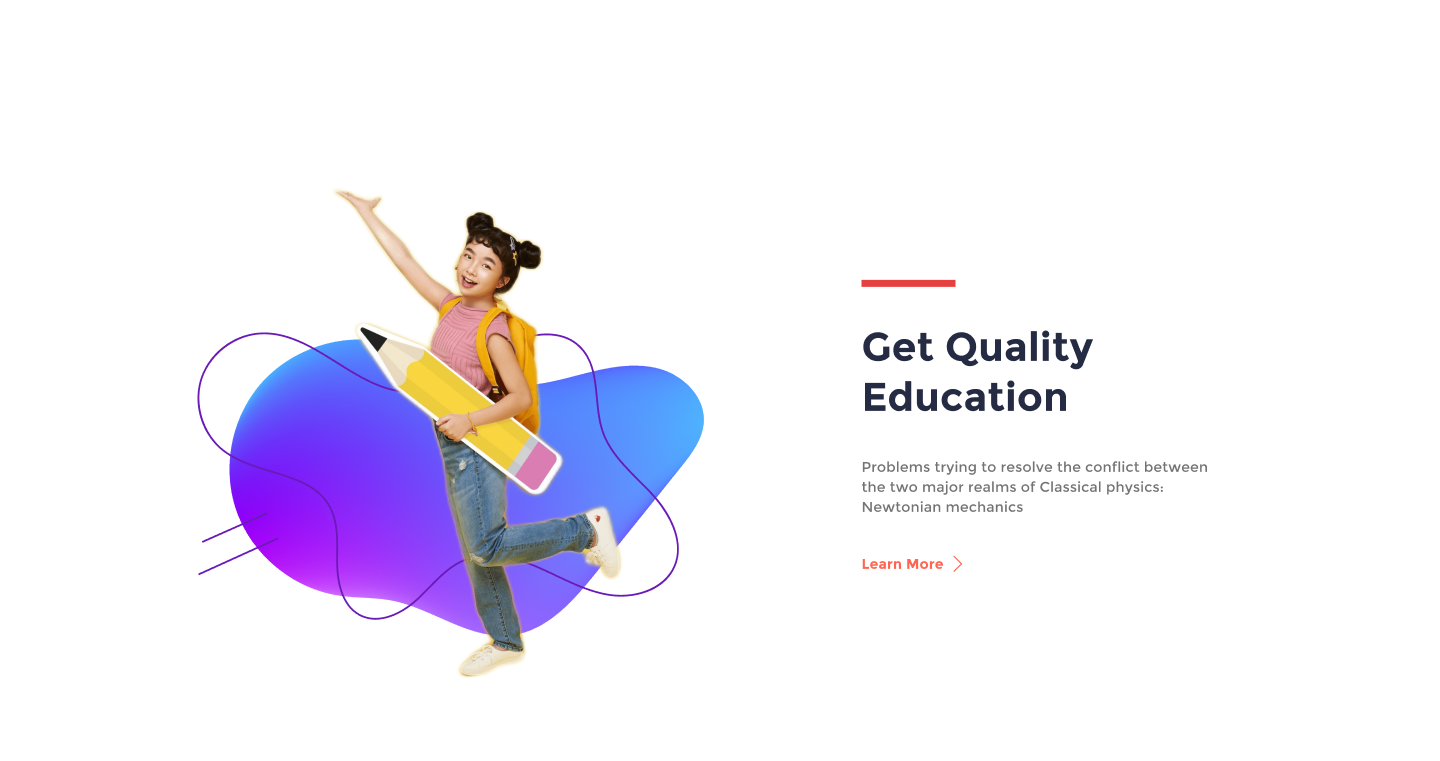 Get Quality
Education
Problems trying to resolve the conflict between
the two major realms of Classical physics:
Newtonian mechanics
Learn More